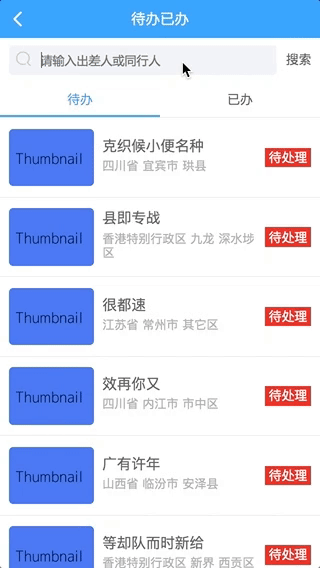 待办已办
请输入出差人或同行人
搜索
待办
已办
Thumbnail
克织候小便名种
四川省 宜宾市 珙县
待处理
Thumbnail
县即专战
香港特别行政区 九龙 深水埗区
待处理
Thumbnail
很都速
江苏省 常州市 其它区
待处理
Thumbnail
效再你又
四川省 内江市 市中区
待处理
Thumbnail
广有许年
山西省 临汾市 安泽县
待处理
Thumbnail
等却队而时新给
香港特别行政区 新界 西贡区
待处理